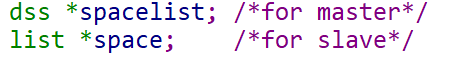 dss *spacelist; /*for master*/
list *space;    /*for slave*/